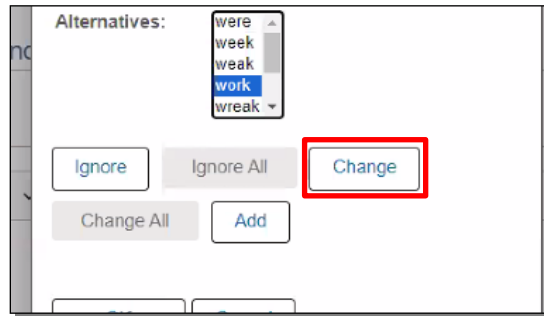 Alternatives:
were
week
weak
work
wreak
Ignore
Ignore All
Change
Change All
Add